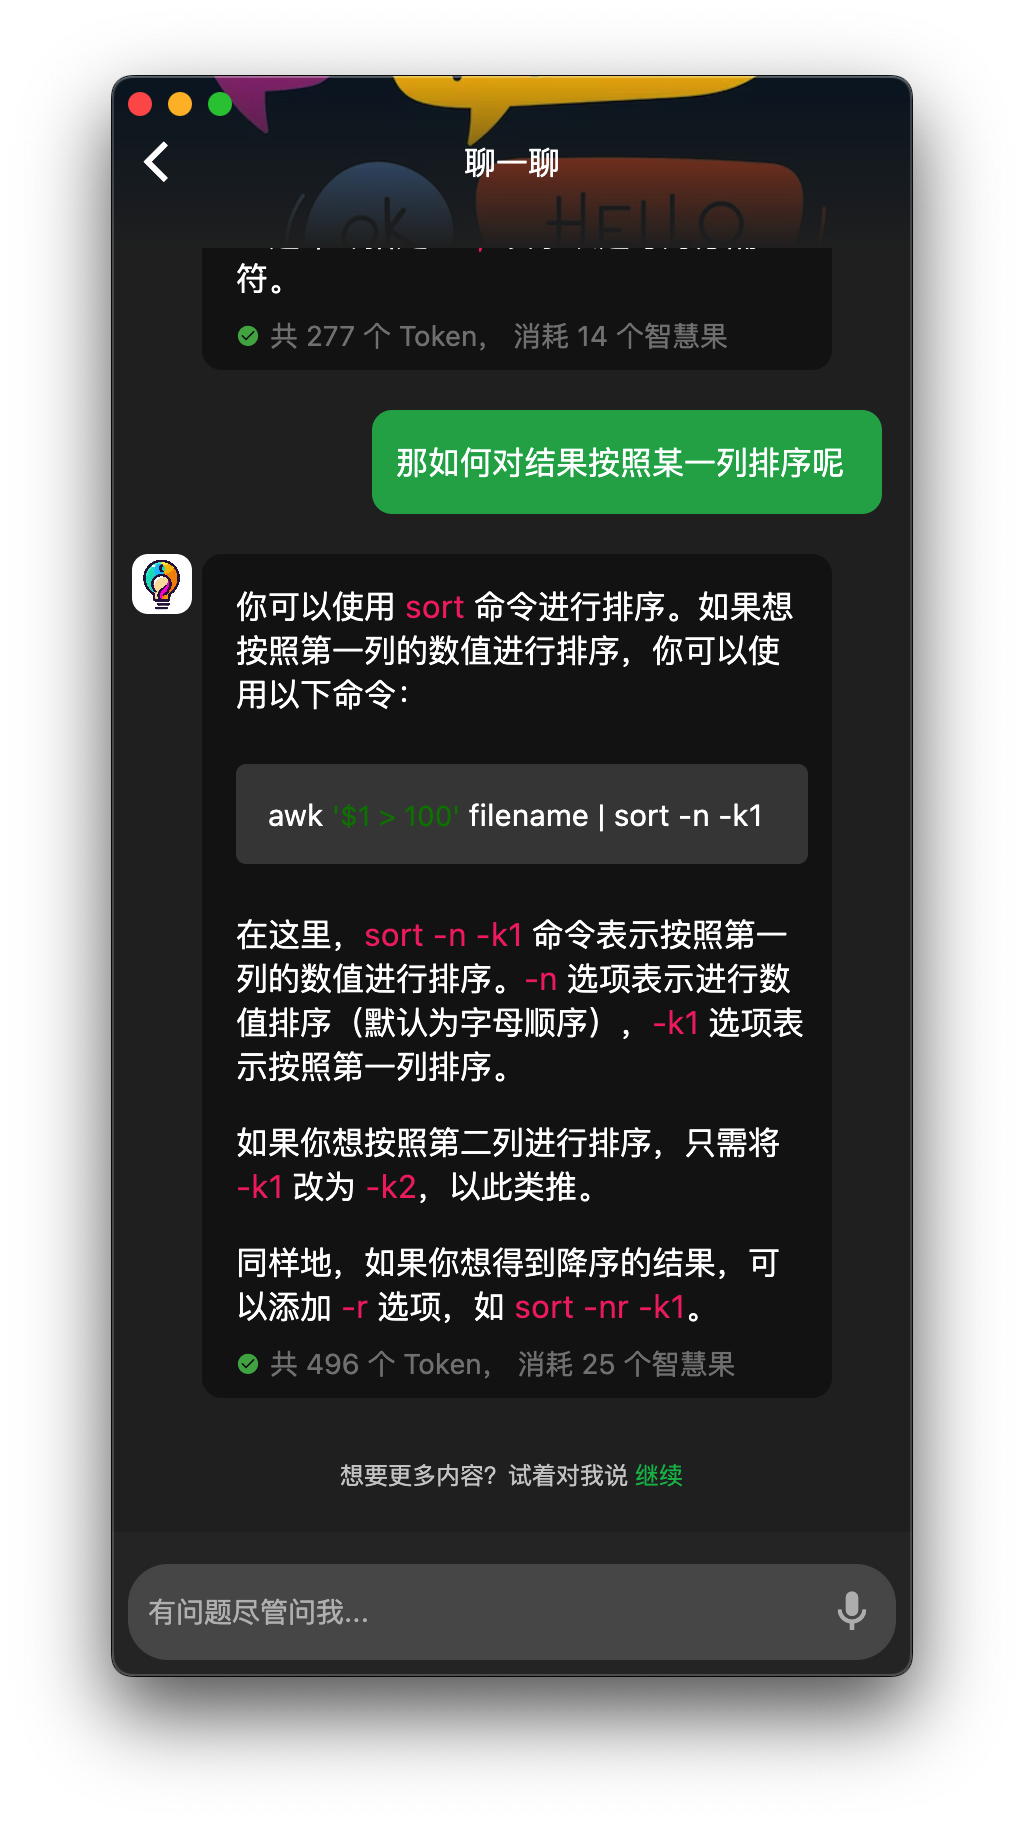 聊一聊
ok
HELLO
符。
共 277 个 Token， 消耗 14 个智慧果
那如何对结果按照某一列排序呢
你可以使用 sort 命令进行排序。如果想
按照第一列的数值进行排序，你可以使
用以下命令：
awk '$1 > 100' filename | sort -n -k1
在这里，sort -n -k1 命令表示按照第一
列的数值进行排序。-n 选项表示进行数
值排序（默认为字母顺序），-k1 选项表
示按照第一列排序。
如果你想按照第二列进行排序，只需将
-k1 改为 -k2，以此类推。
同样地，如果你想得到降序的结果，可
以添加 -r 选项，如 sort -nr -k1。
共 496 个 Token， 消耗 25 个智慧果
想要更多内容？试着对我说 继续
有问题尽管问我...